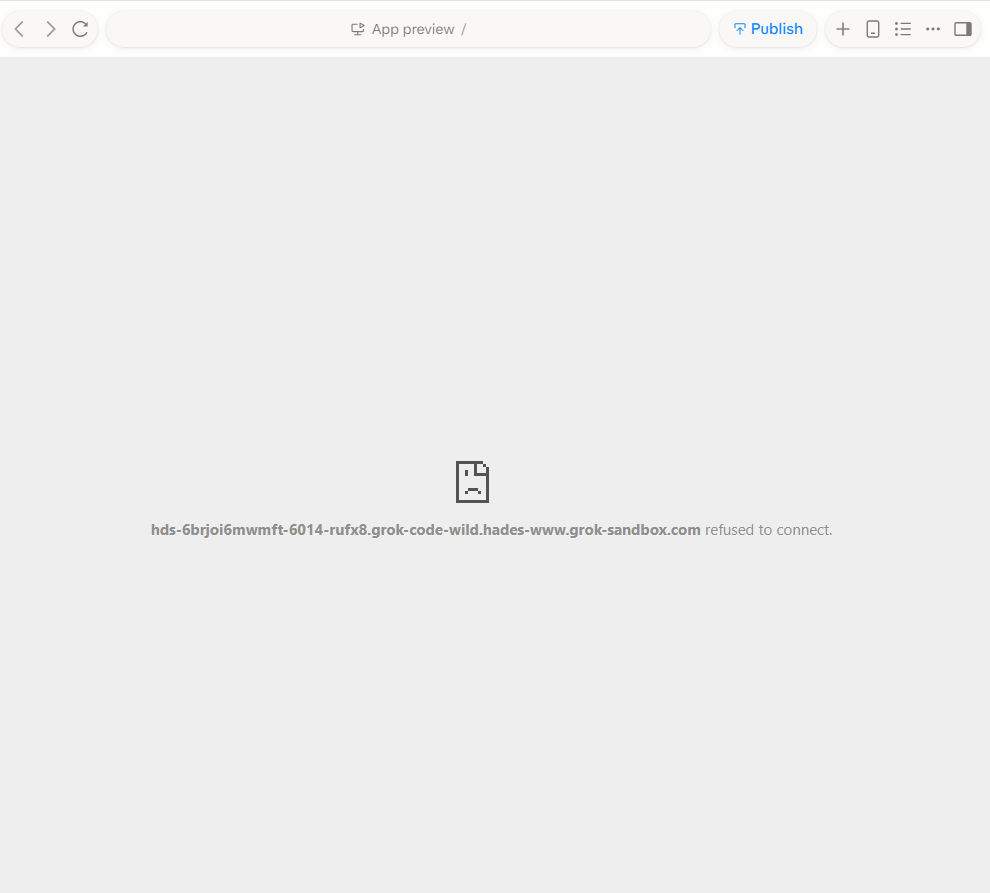 App preview /
Publish
hds-6brjoi6mwmft-6014-rufx8.grok-code-wild.hades-www.grok-sandbox.com refused to connect.